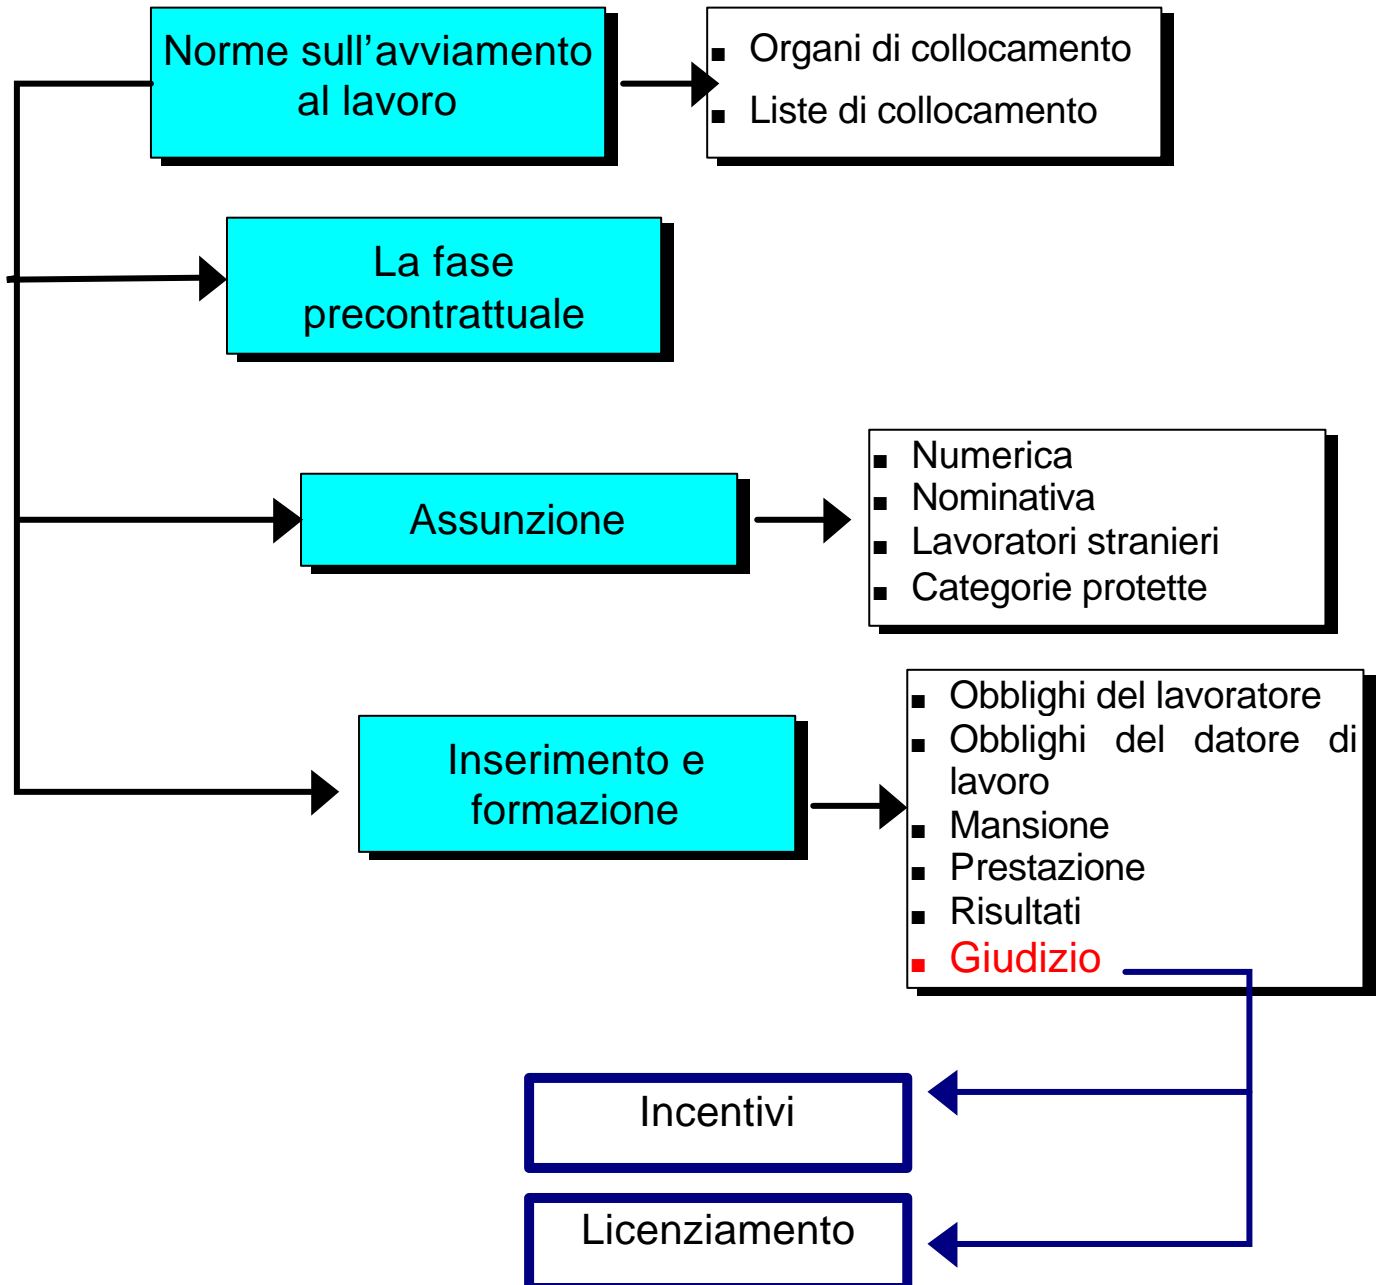 Norme sull’avviamento
al lavoro
▪ Organi di collocamento
▪ Liste di collocamento
La fase
precontrattuale
Assunzione
▪ Numerica
▪ Nominativa
▪ Lavoratori stranieri
▪ Categorie protette
Inserimento e
formazione
▪ Obblighi del lavoratore
▪ Obblighi del datore di
lavoro
▪ Mansione
▪ Prestazione
▪ Risultati
▪ Giudizio
Incentivi
Licenziamento